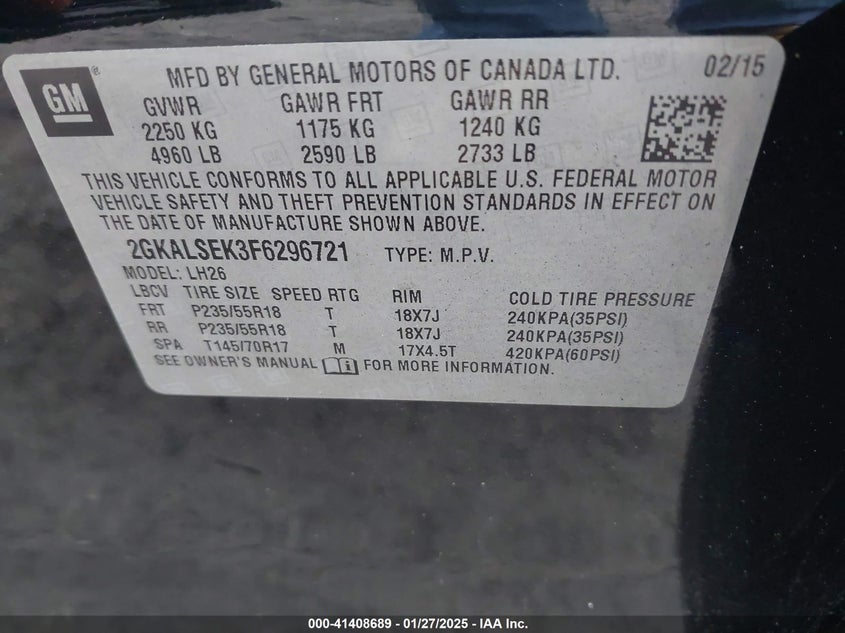 GM ®
MFD BY GENERAL MOTORS OF CANADA LTD. 02/15
GVWR GAWR FRT GAWR RR
2250 KG 1175 KG 1240 KG
4960 LB 2590 LB 2733 LB
THIS VEHICLE CONFORMS TO ALL APPLICABLE U.S. FEDERAL MOTOR
VEHICLE SAFETY AND THEFT PREVENTION STANDARDS IN EFFECT ON
THE DATE OF MANUFACTURE SHOWN ABOVE.
2GKALSEK3F6296721 TYPE: M.P.V.
MODEL: LH26
LBCV TIRE SIZE SPEED RTG RIM COLD TIRE PRESSURE
FRT P235/55R18 T 18X7J 240KPA(35PSI)
RR P235/55R18 T 18X7J 240KPA(35PSI)
SPA T145/70R17 M 17X4.5T 420KPA(60PSI)
SEE OWNER'S MANUAL FOR MORE INFORMATION.
000-41408689 - 01/27/2025 - IAA Inc.